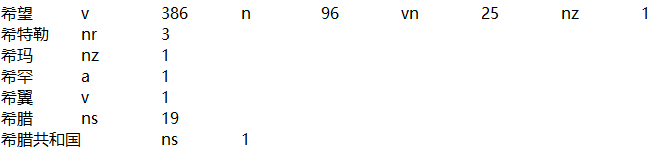 希望 v 386 n 96 vn 25 nz 1
希特勒 nr 3
希玛 nz 1
希罕 a 1
希翼 v 1
希腊 ns 19
希腊共和国 ns 1